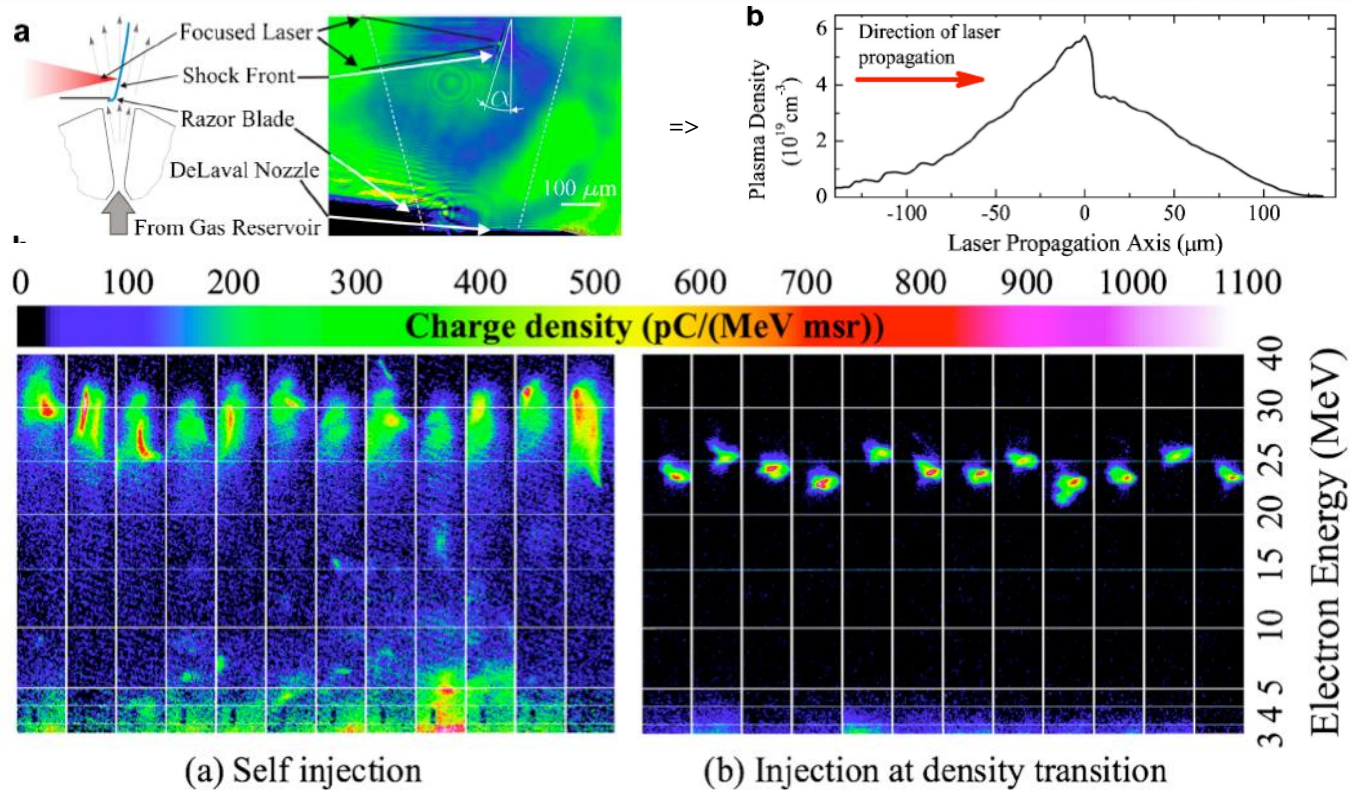 a
Focused Laser
Shock Front
Razor Blade
DeLaval Nozzle
From Gas Reservoir
α
100 μm
=>
b
Direction of laser
propagation
Plasma Density
(10¹⁹ cm⁻³)
6
4
2
0
-100 -50 0 50 100
Laser Propagation Axis (μm)
0 100 200 300 400 500 600 700 800 900 1000 1100
Charge density (pC/(MeV msr))
40
30
25
20
15
10
5
4
3
Electron Energy (MeV)
(a) Self injection
(b) Injection at density transition